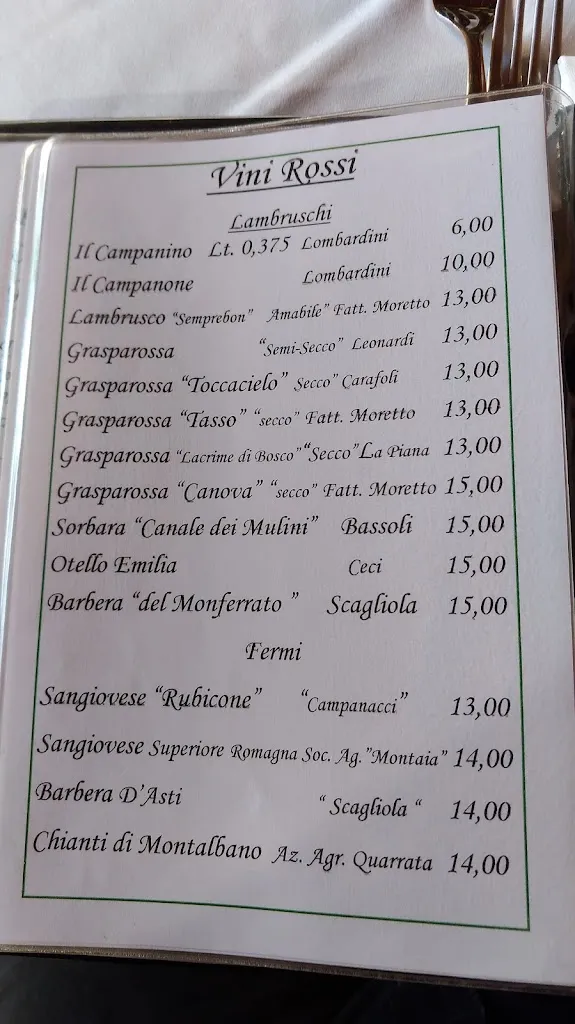 Vini Rossi
Lambruschi
Il Campanino Lt. 0,375 Lombardini 6,00
Il Campanone Lombardini 10,00
Lambrusco "Semprebon" Amabile" Fatt. Moretto 13,00
Grasparossa "Semi-Secco" Leonardi 13,00
Grasparossa "Toccacielo" Secco" Carafoli 13,00
Grasparossa "Tasso" "secco" Fatt. Moretto 13,00
Grasparossa "Lacrime di Bosco" "Secco" La Piana 13,00
Grasparossa "Canova" "secco" Fatt. Moretto 15,00
Sorbara "Canale dei Mulini" Bassoli 15,00
Otello Emilia Ceci 15,00
Barbera "del Monferrato " Scagliola 15,00
Fermi
Sangiovese "Rubicone" "Campanacci" 13,00
Sangiovese Superiore Romagna Soc. Ag."Montaia" 14,00
Barbera D'Asti " Scagliola " 14,00
Chianti di Montalbano Az. Agr. Quarrata 14,00